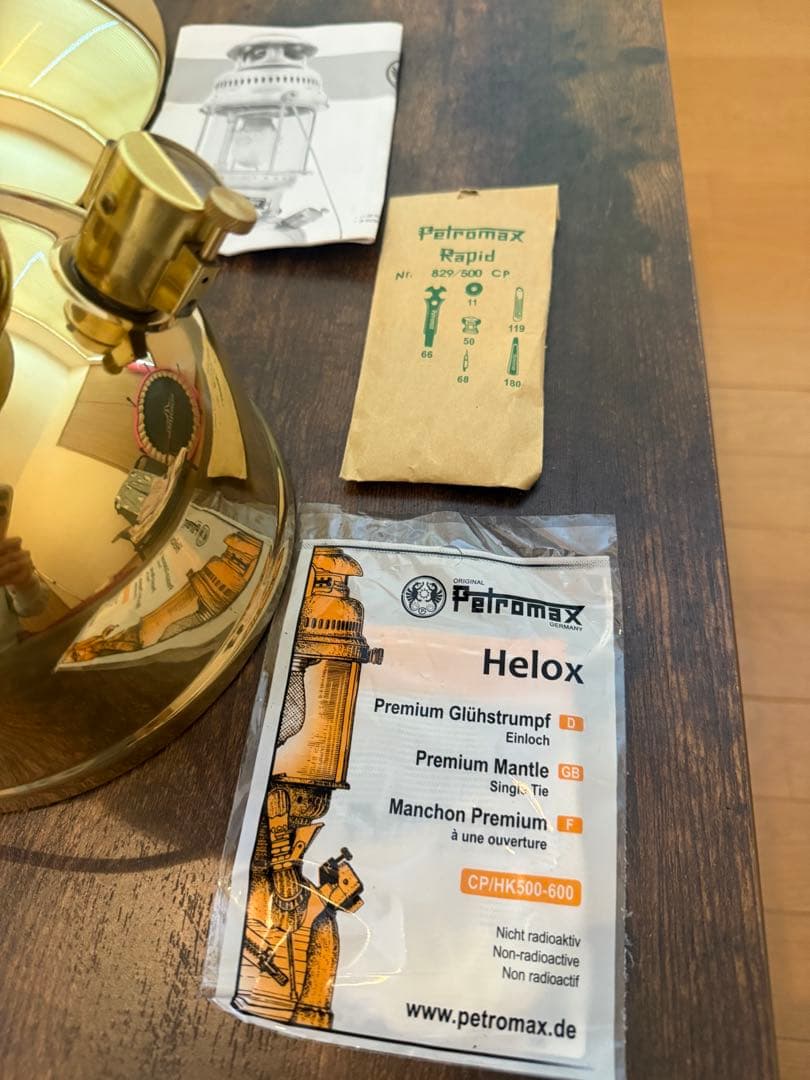 Petromax
Rapid
Nr. 829/500 CP
11
119
50
66
68
180
ORIGINAL
Petromax
GERMANY
Helox
Premium Glühstrumpf D
Einloch
Premium Mantle GB
Single Tie
Manchon Premium F
à une ouverture
CP/HK500-600
Nicht radioaktiv
Non-radioactive
Non radioactif
www.petromax.de